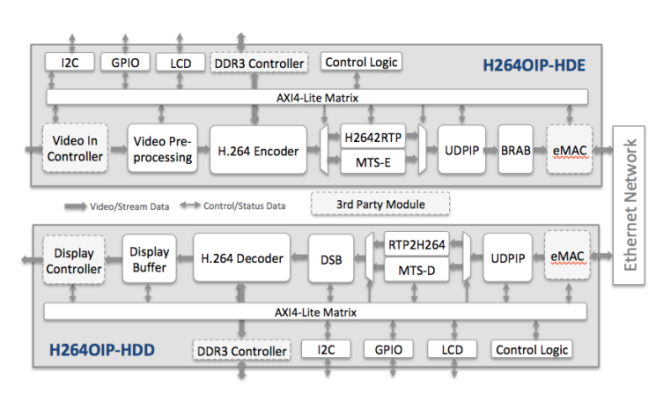 I2C
GPIO
LCD
DDR3 Controller
Control Logic
H264OIP-HDE
AXI4-Lite Matrix
Video In
Controller
Video Pre-
processing
H.264 Encoder
H2642RTP
MTS-E
UDPIP
BRAB
eMAC
Ethernet Network
Video/Stream Data
Control/Status Data
3rd Party Module
Display
Controller
Display
Buffer
H.264 Decoder
DSB
RTP2H264
MTS-D
UDPIP
eMAC
AXI4-Lite Matrix
H264OIP-HDD
DDR3 Controller
I2C
GPIO
LCD
Control Logic